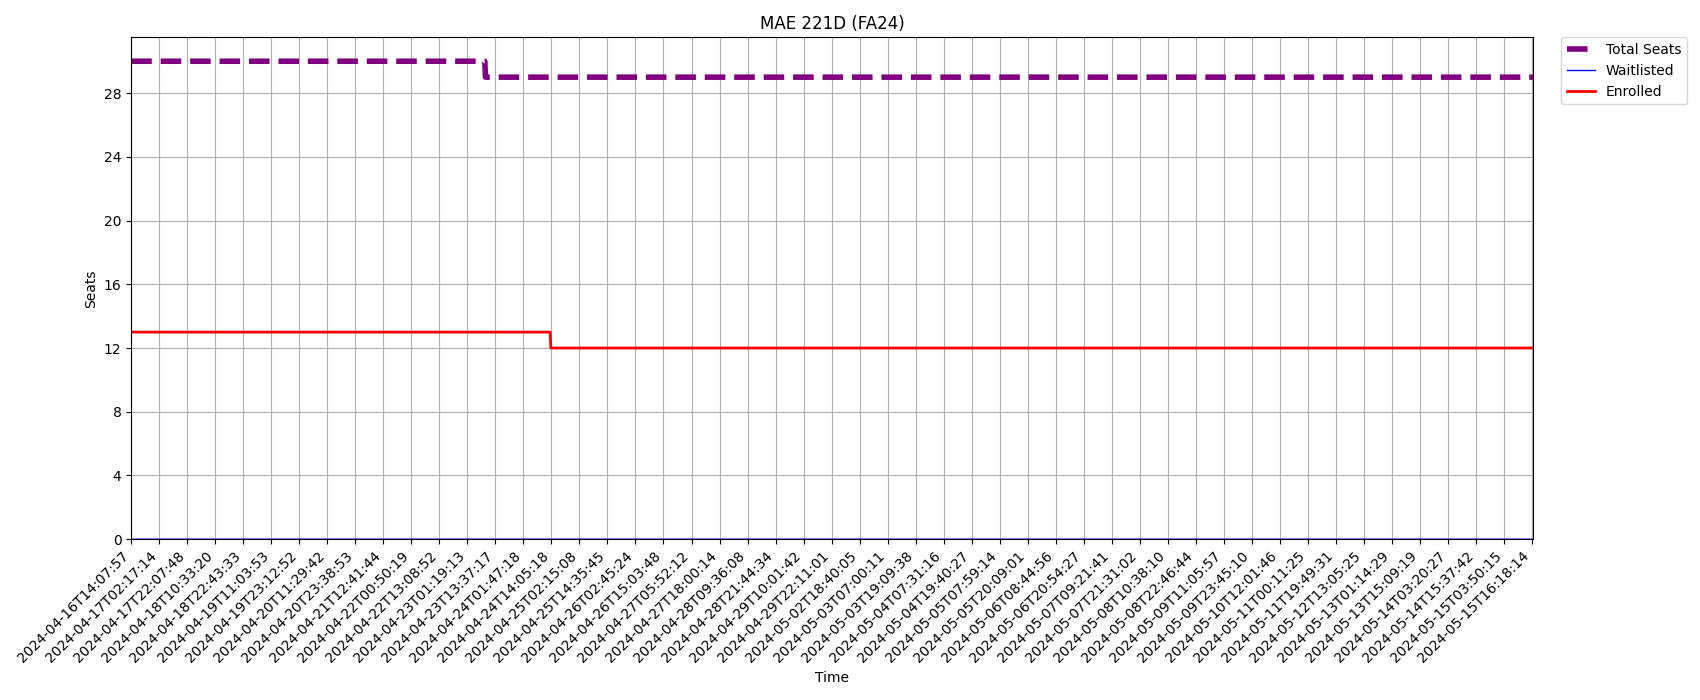 MAE 221D (FA24)
Total Seats
Waitlisted
Enrolled
Seats
28
24
20
16
12
8
4
0
2024-04-16T14:07:57
2024-04-17T02:17:14
2024-04-17T22:07:48
2024-04-18T10:33:20
2024-04-18T22:43:33
2024-04-19T11:03:53
2024-04-19T23:12:52
2024-04-20T11:29:42
2024-04-20T23:38:53
2024-04-21T12:41:44
2024-04-22T00:50:19
2024-04-22T13:08:52
2024-04-23T01:19:13
2024-04-23T13:37:17
2024-04-24T01:47:18
2024-04-24T14:05:18
2024-04-25T02:15:08
2024-04-25T14:35:45
2024-04-26T02:45:24
2024-04-26T15:03:48
2024-04-27T05:52:12
2024-04-27T18:00:14
2024-04-28T09:36:08
2024-04-28T21:44:34
2024-04-29T10:01:42
2024-04-29T22:11:01
2024-05-02T18:40:05
2024-05-03T07:00:11
2024-05-03T19:09:38
2024-05-04T07:31:16
2024-05-04T19:40:27
2024-05-05T07:59:14
2024-05-05T20:09:01
2024-05-06T08:44:56
2024-05-06T20:54:27
2024-05-07T09:21:41
2024-05-07T21:31:02
2024-05-08T10:38:10
2024-05-08T22:46:44
2024-05-09T11:05:57
2024-05-09T23:45:10
2024-05-10T12:01:46
2024-05-11T00:11:25
2024-05-11T19:49:31
2024-05-12T13:05:25
2024-05-13T01:14:29
2024-05-13T15:09:19
2024-05-14T03:20:27
2024-05-14T15:37:42
2024-05-15T03:50:15
2024-05-15T16:18:14
Time